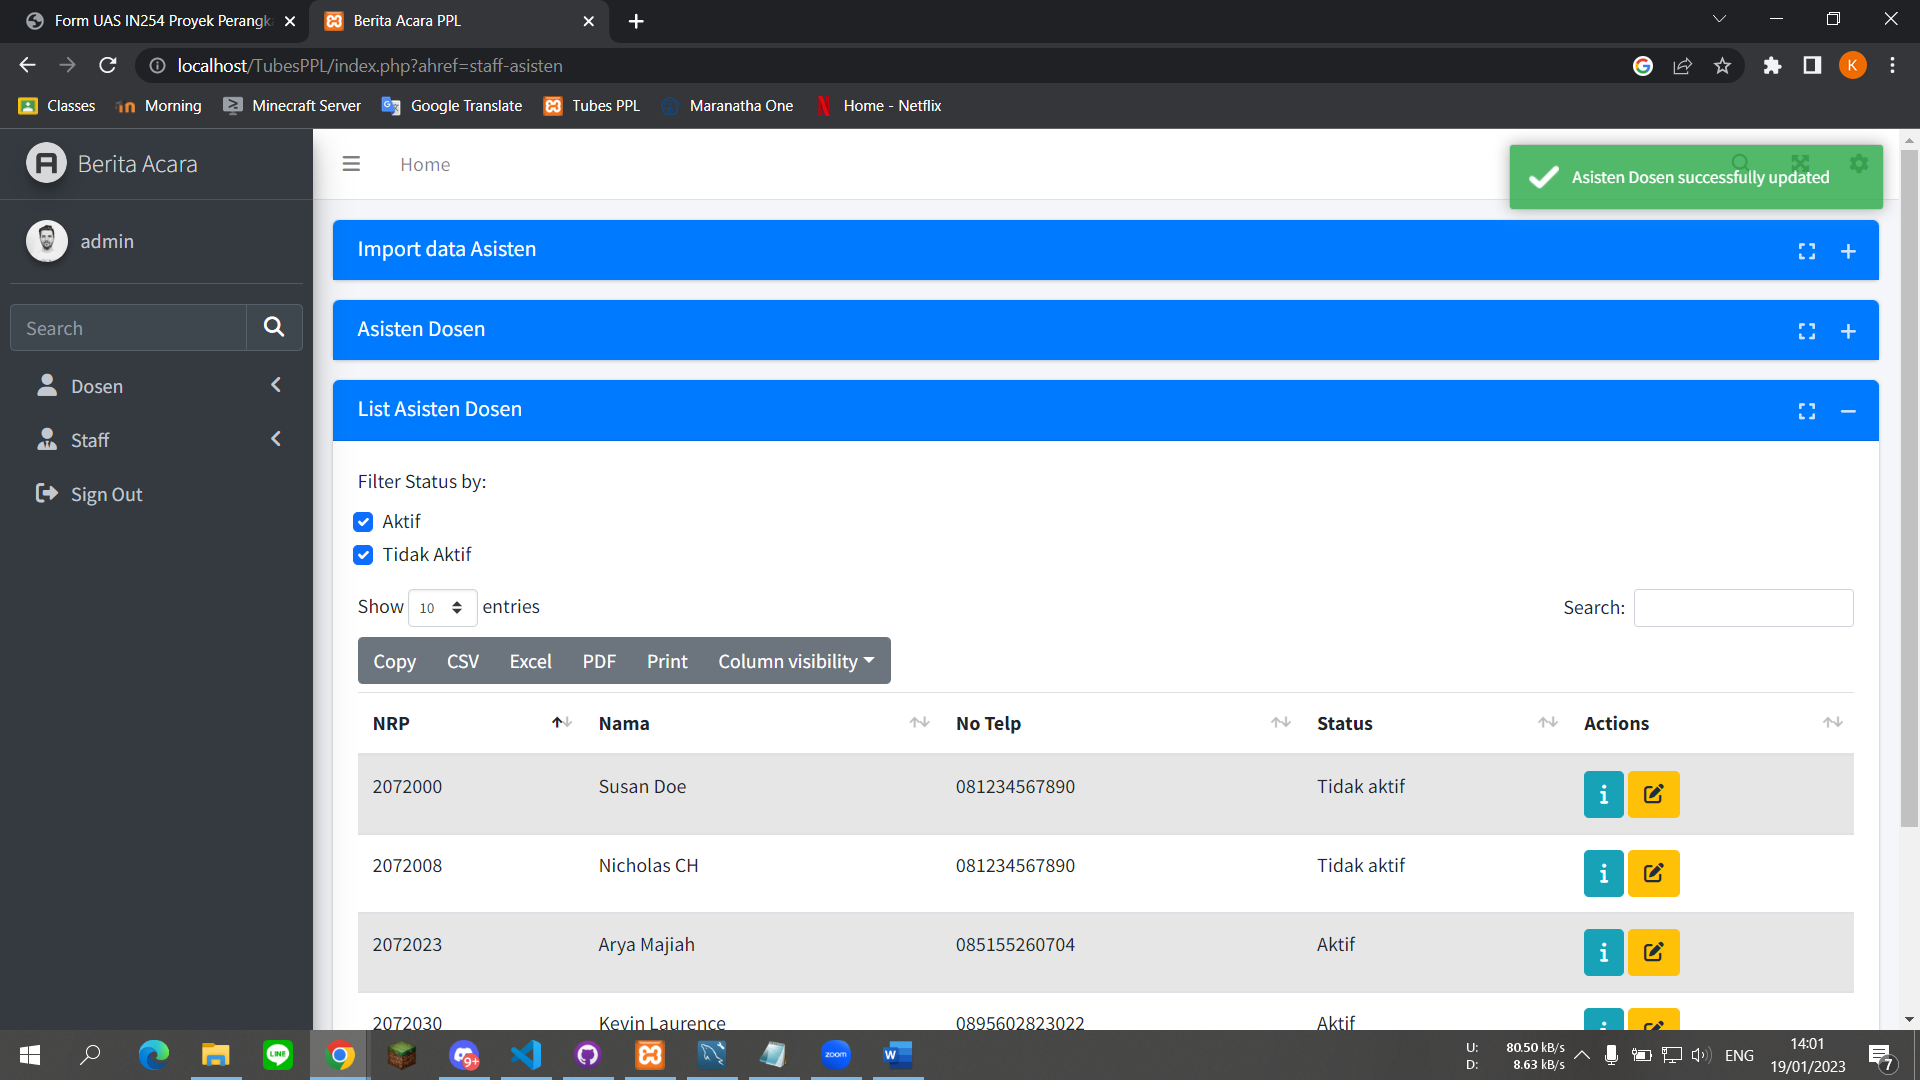 Form UAS IN254 Proyek Perangka
Berita Acara PPL
localhost/TubesPPL/index.php?ahref=staff-asisten
K
Classes
Morning
Minecraft Server
Google Translate
Tubes PPL
Maranatha One
Home - Netflix
Berita Acara
Home
Asisten Dosen successfully updated
admin
Import data Asisten
Search
Asisten Dosen
Dosen
List Asisten Dosen
Staff
Sign Out
Filter Status by:
Aktif
Tidak Aktif
Show 10 entries
Search:
Copy CSV Excel PDF Print Column visibility
NRP Nama No Telp Status Actions
2072000 Susan Doe 081234567890 Tidak aktif
2072008 Nicholas CH 081234567890 Tidak aktif
2072023 Arya Majiah 085155260704 Aktif
2072030 Kevin Laurence 0895602823022 Aktif
LINE
9+
zoom
W
U: 80.50 kB/s
D: 8.63 kB/s
ENG
14:01
19/01/2023
7